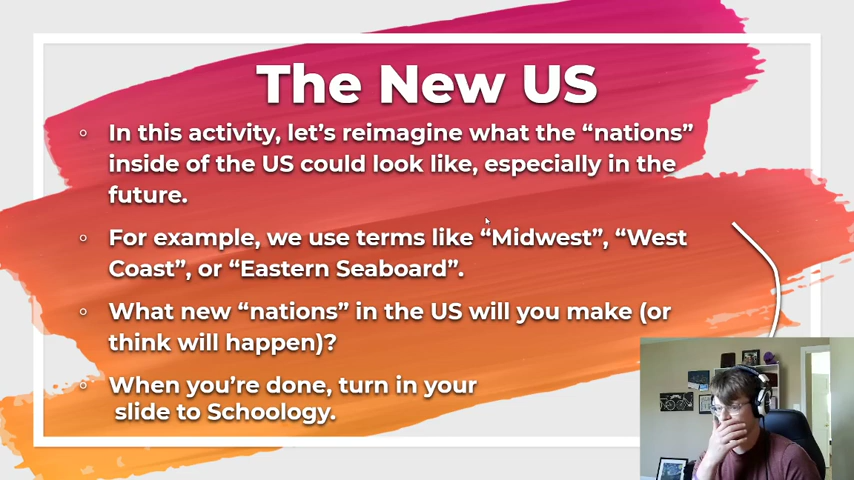 The New US
In this activity, let’s reimagine what the “nations”
inside of the US could look like, especially in the
future.
For example, we use terms like “Midwest”, “West
Coast”, or “Eastern Seaboard”.
What new “nations” in the US will you make (or
think will happen)?
When you’re done, turn in your
slide to Schoology.